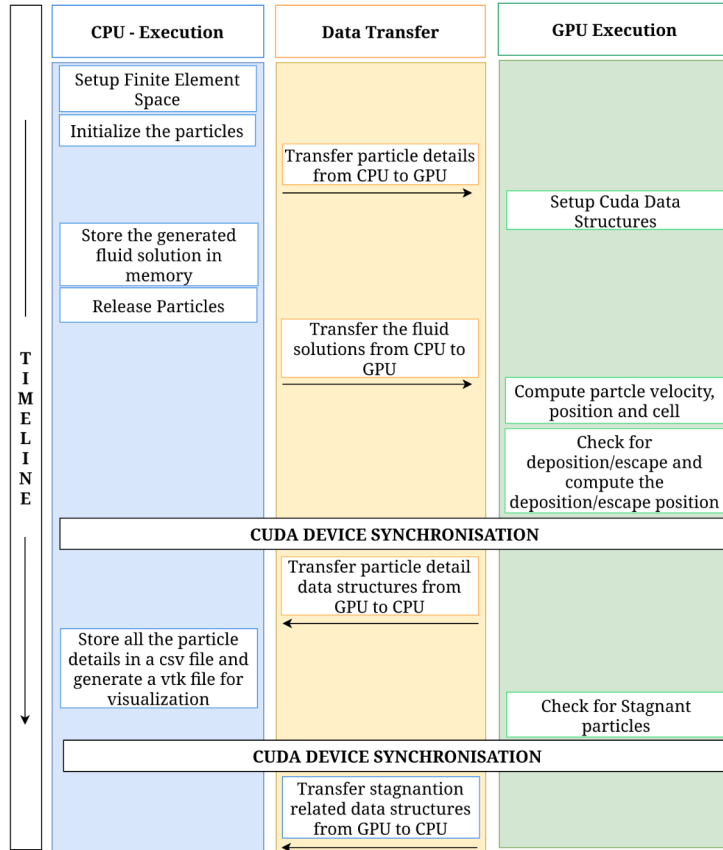 CPU - Execution
Data Transfer
GPU Execution
Setup Finite Element
Space
Initialize the particles
Transfer particle details
from CPU to GPU
Setup Cuda Data
Structures
Store the generated
fluid solution in
memory
Release Particles
Transfer the fluid
solutions from CPU to
GPU
TIMELINE
Compute partcle velocity,
position and cell
Check for
deposition/escape and
compute the
deposition/escape position
CUDA DEVICE SYNCHRONISATION
Transfer particle detail
data structures from
GPU to CPU
Store all the particle
details in a csv file and
generate a vtk file for
visualization
Check for Stagnant
particles
CUDA DEVICE SYNCHRONISATION
Transfer stagnantion
related data structures
from GPU to CPU